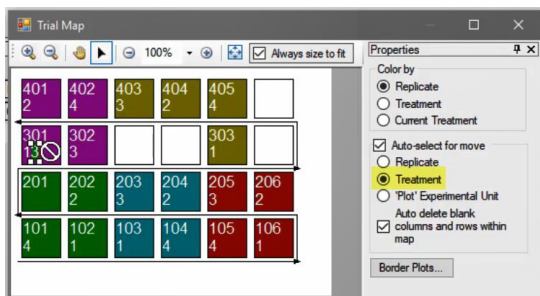 Trial Map
100%
Always size to fit
401 402 403 404 405
2 4 3 2 4
301 302 303
13 3 1
201 202 203 204 205 206
2 3 2 3 2
101 102 103 104 105 106
4 1 1 4 4 1
Properties
Color by
Replicate
Treatment
Current Treatment
Auto-select for move
Replicate
Treatment
'Plot' Experimental Unit
Auto delete blank
columns and rows within
map
Border Plots...